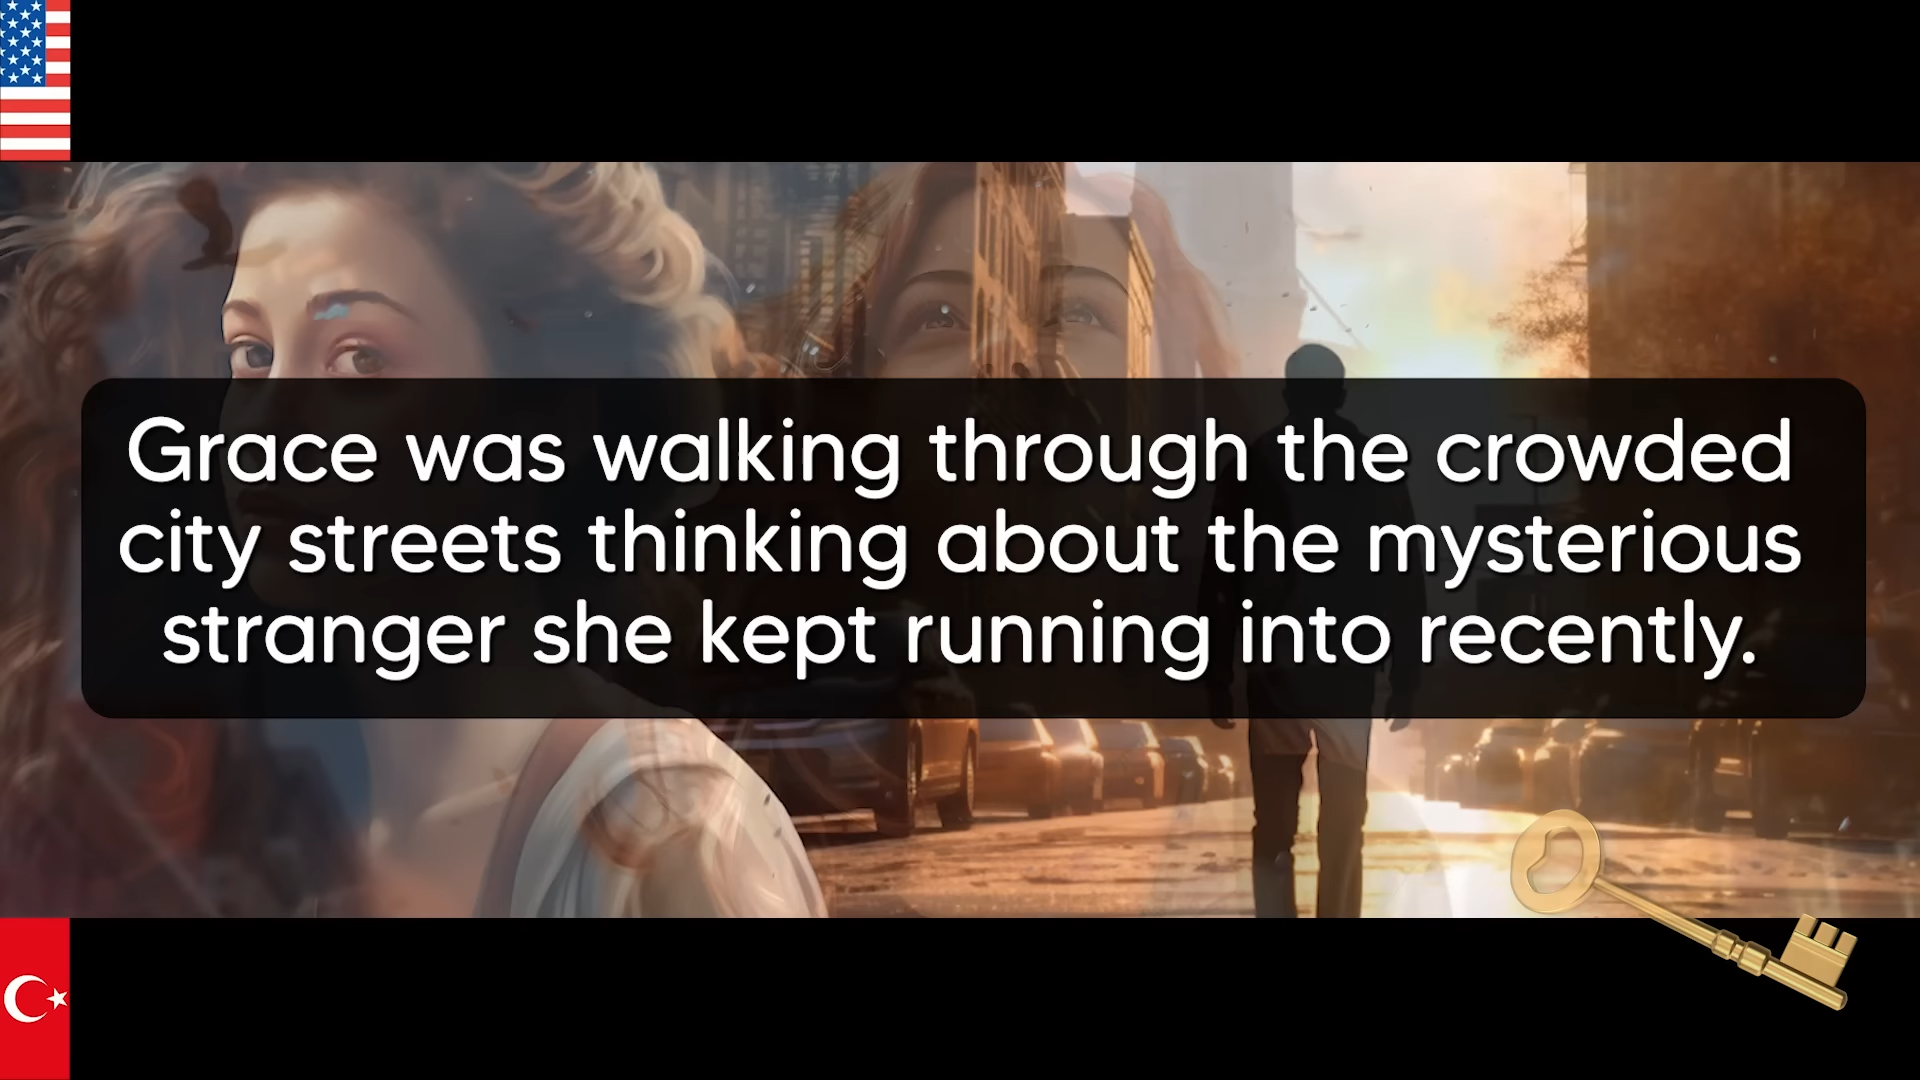 Grace was walking through the crowded
city streets thinking about the mysterious
stranger she kept running into recently.